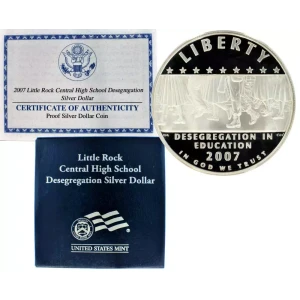 2007 Little Rock Central High School Desegregation
Silver Dollar
CERTIFICATE OF AUTHENTICITY
Proof Silver Dollar Coin
LIBERTY
DESEGREGATION IN
EDUCATION
2007
IN GOD WE TRUST
Little Rock
Central High School
Desegregation Silver Dollar
UNITED STATES MINT